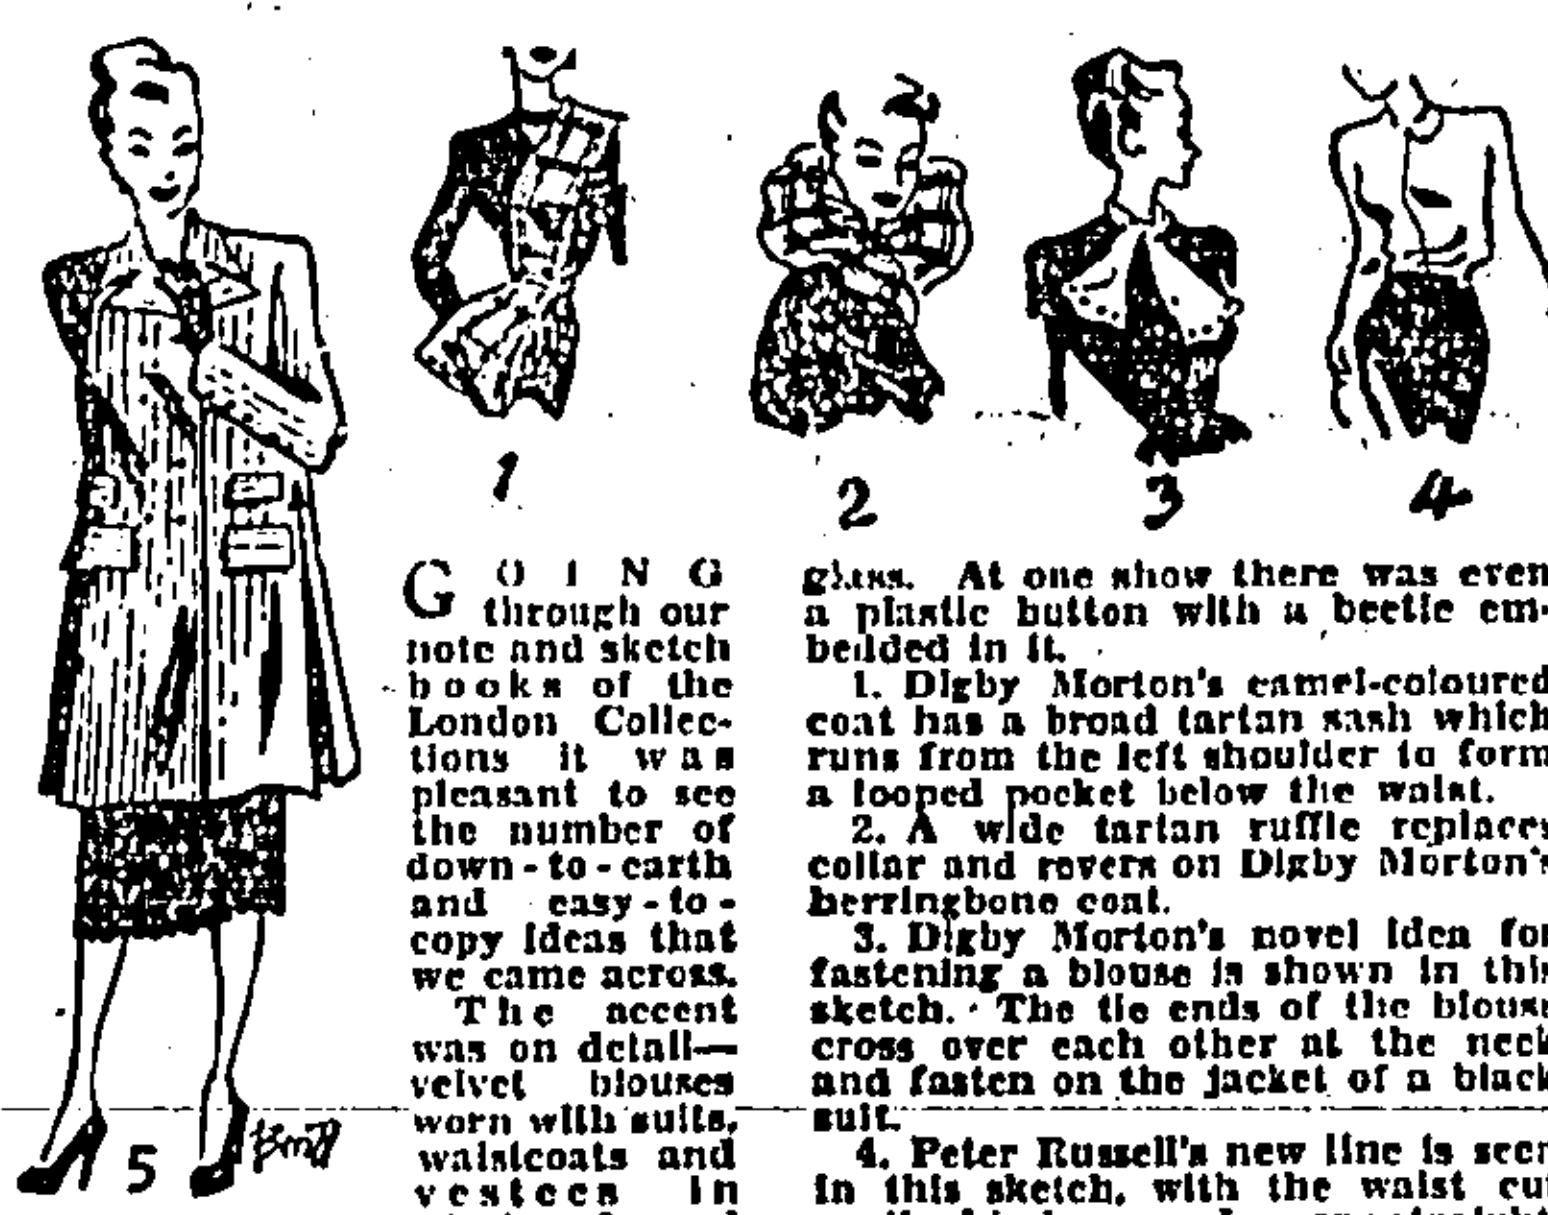 1
2
3
4
5
GOING
through our
note and sketch
books of the
London Collec-
tions it was
pleasant to see
the number of
down-to-earth
and easy-to-
copy ideas that
we came across.
The accent
was on detail—
velvet blouses
worn with suits,
waistcoats and
vestees in
glass. At one show there was even
a plastic button with a beetle em-
bedded in it.
1. Digby Morton's camel-coloured
coat has a broad tartan sash which
runs from the left shoulder to form
a looped pocket below the waist.
2. A wide tartan ruffle replaces
collar and revers on Digby Morton's
herringbone coat.
3. Digby Morton's novel idea for
fastening a blouse is shown in this
sketch. The tie ends of the blouse
cross over each other at the neck
and fasten on the jacket of a black
suit.
4. Peter Russell's new line is seen
in this sketch, with the waist cut